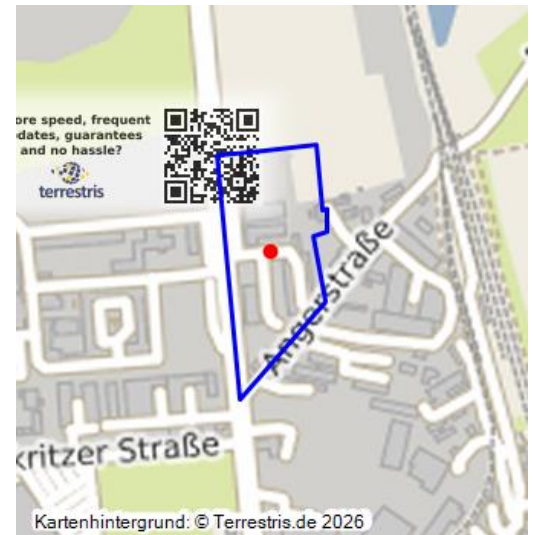 ore speed, frequent
dates, guarantees
and no hassle?
terrestris
Angerstraße
kritzer Straße
Kartenhintergrund: © Terrestris.de 2026